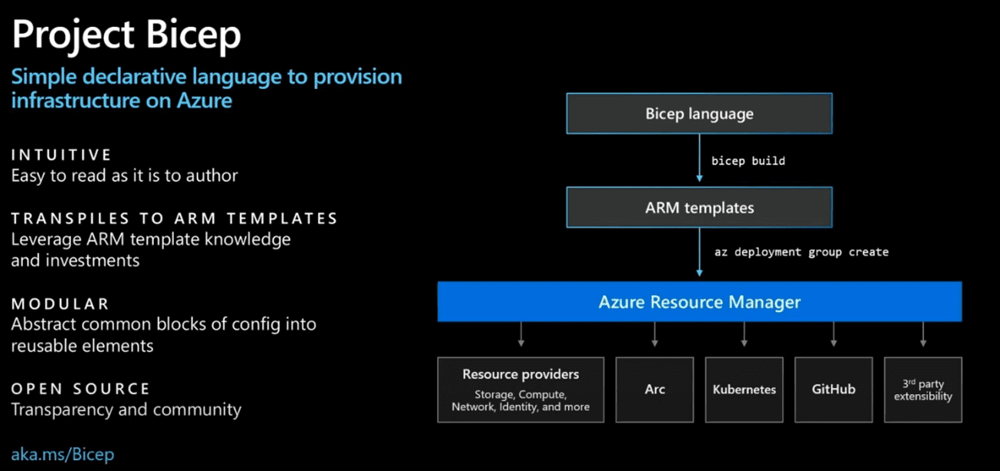 Project Bicep
Simple declarative language to provision
infrastructure on Azure
INTUITIVE
Easy to read as it is to author
TRANSPILES TO ARM TEMPLATES
Leverage ARM template knowledge
and investments
MODULAR
Abstract common blocks of config into
reusable elements
OPEN SOURCE
Transparency and community
aka.ms/Bicep
Bicep language
bicep build
ARM templates
az deployment group create
Azure Resource Manager
Resource providers
Storage, Compute,
Network, Identity, and more
Arc
Kubernetes
GitHub
3rd party
extensibility